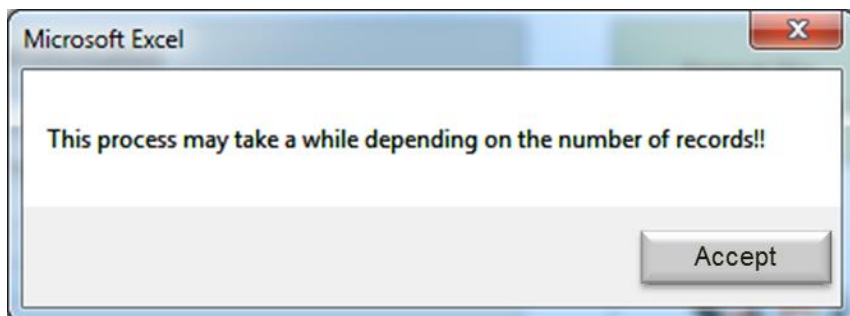 Microsoft Excel
This process may take a while depending on the number of records!!
Accept